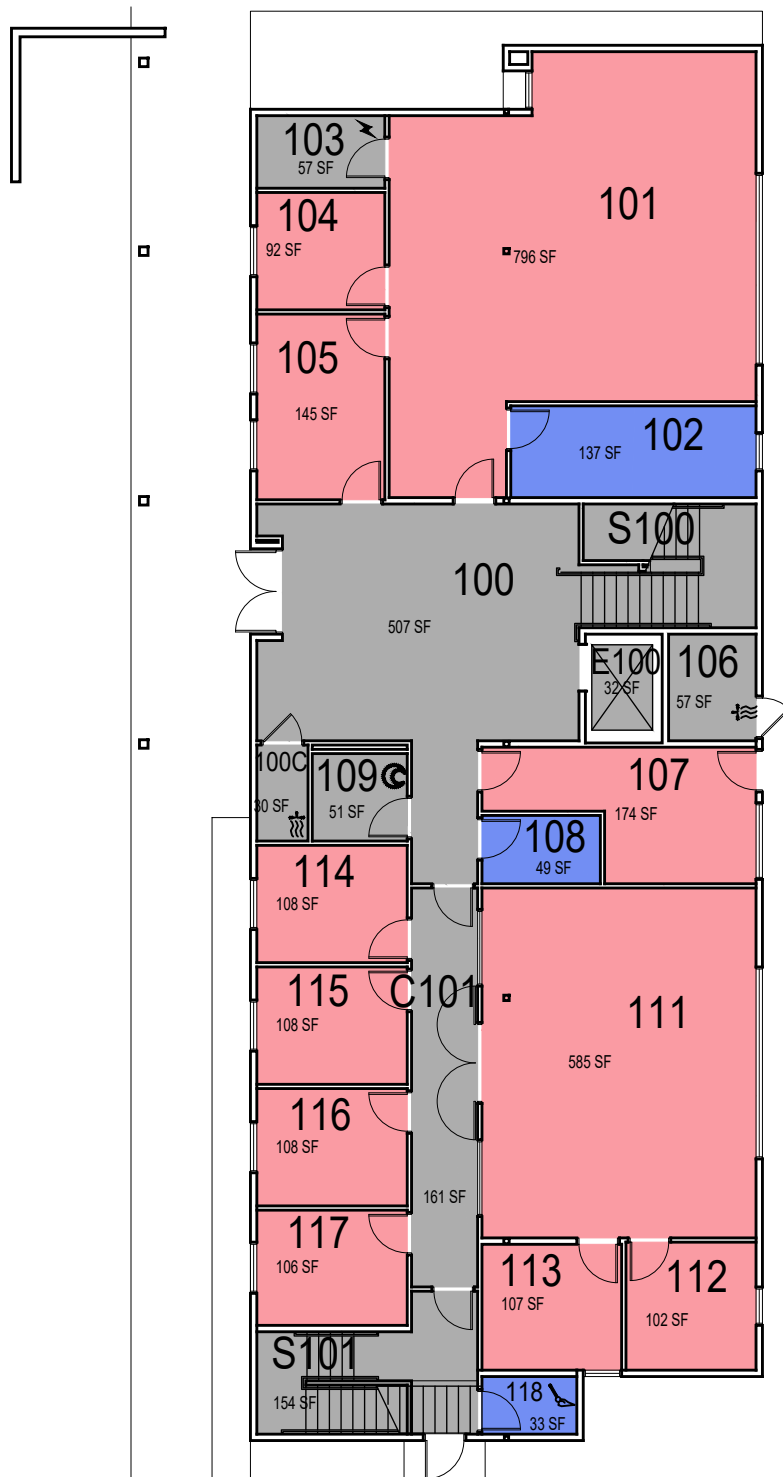 103
57 SF
104
92 SF
101
796 SF
105
145 SF
102
137 SF
S100
100
507 SF
E100
32 SF
106
57 SF
100C
30 SF
109
51 SF
107
174 SF
108
49 SF
114
108 SF
C101
115
108 SF
111
585 SF
116
108 SF
161 SF
117
106 SF
113
107 SF
112
102 SF
S101
154 SF
118
33 SF